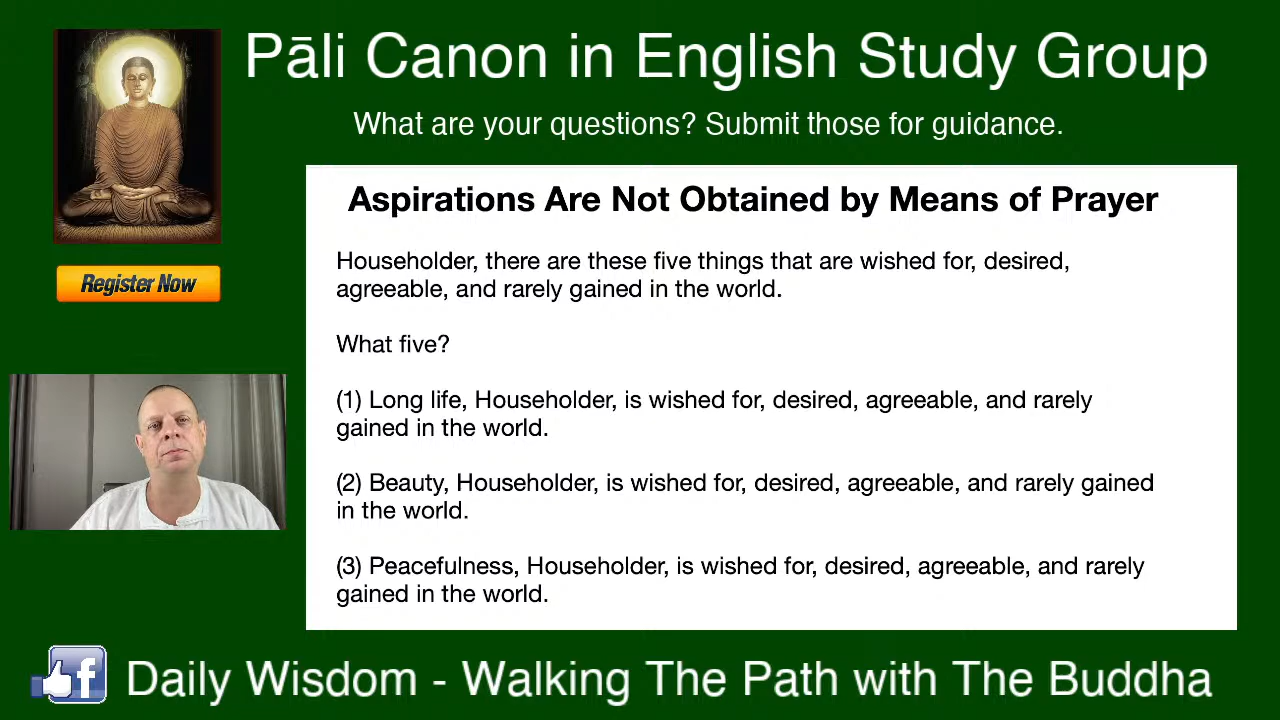 Pāli Canon in English Study Group
What are your questions? Submit those for guidance.
Register Now
Aspirations Are Not Obtained by Means of Prayer
Householder, there are these five things that are wished for, desired,
agreeable, and rarely gained in the world.
What five?
(1) Long life, Householder, is wished for, desired, agreeable, and rarely
gained in the world.
(2) Beauty, Householder, is wished for, desired, agreeable, and rarely gained
in the world.
(3) Peacefulness, Householder, is wished for, desired, agreeable, and rarely
gained in the world.
f
Daily Wisdom - Walking The Path with The Buddha